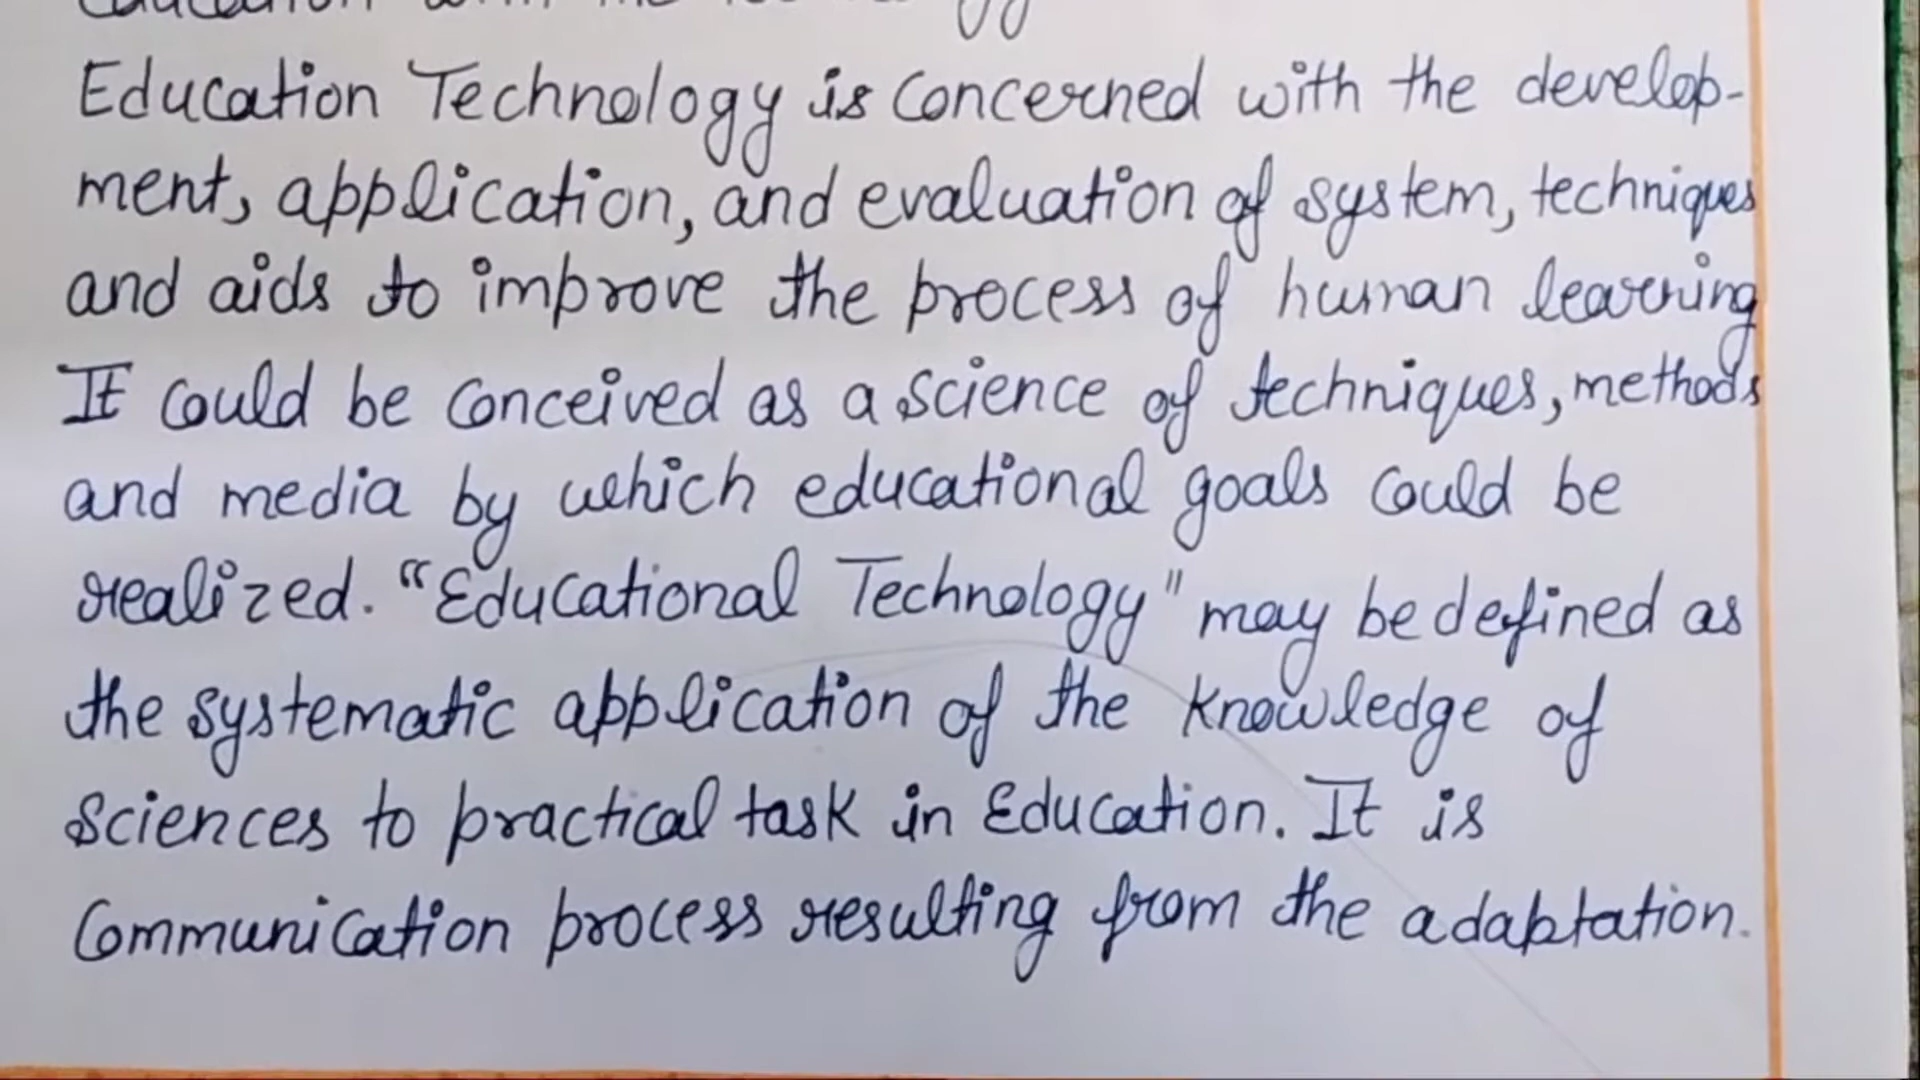 Education Technology is concerned with the develop-
ment, application, and evaluation of system, techniques
and aids to improve the process of human learning
It could be conceived as a science of techniques, methods
and media by which educational goals could be
realized. "Educational Technology" may be defined as
the systematic application of the knowledge of
sciences to practical task in Education. It is
Communication process resulting from the adaptation.